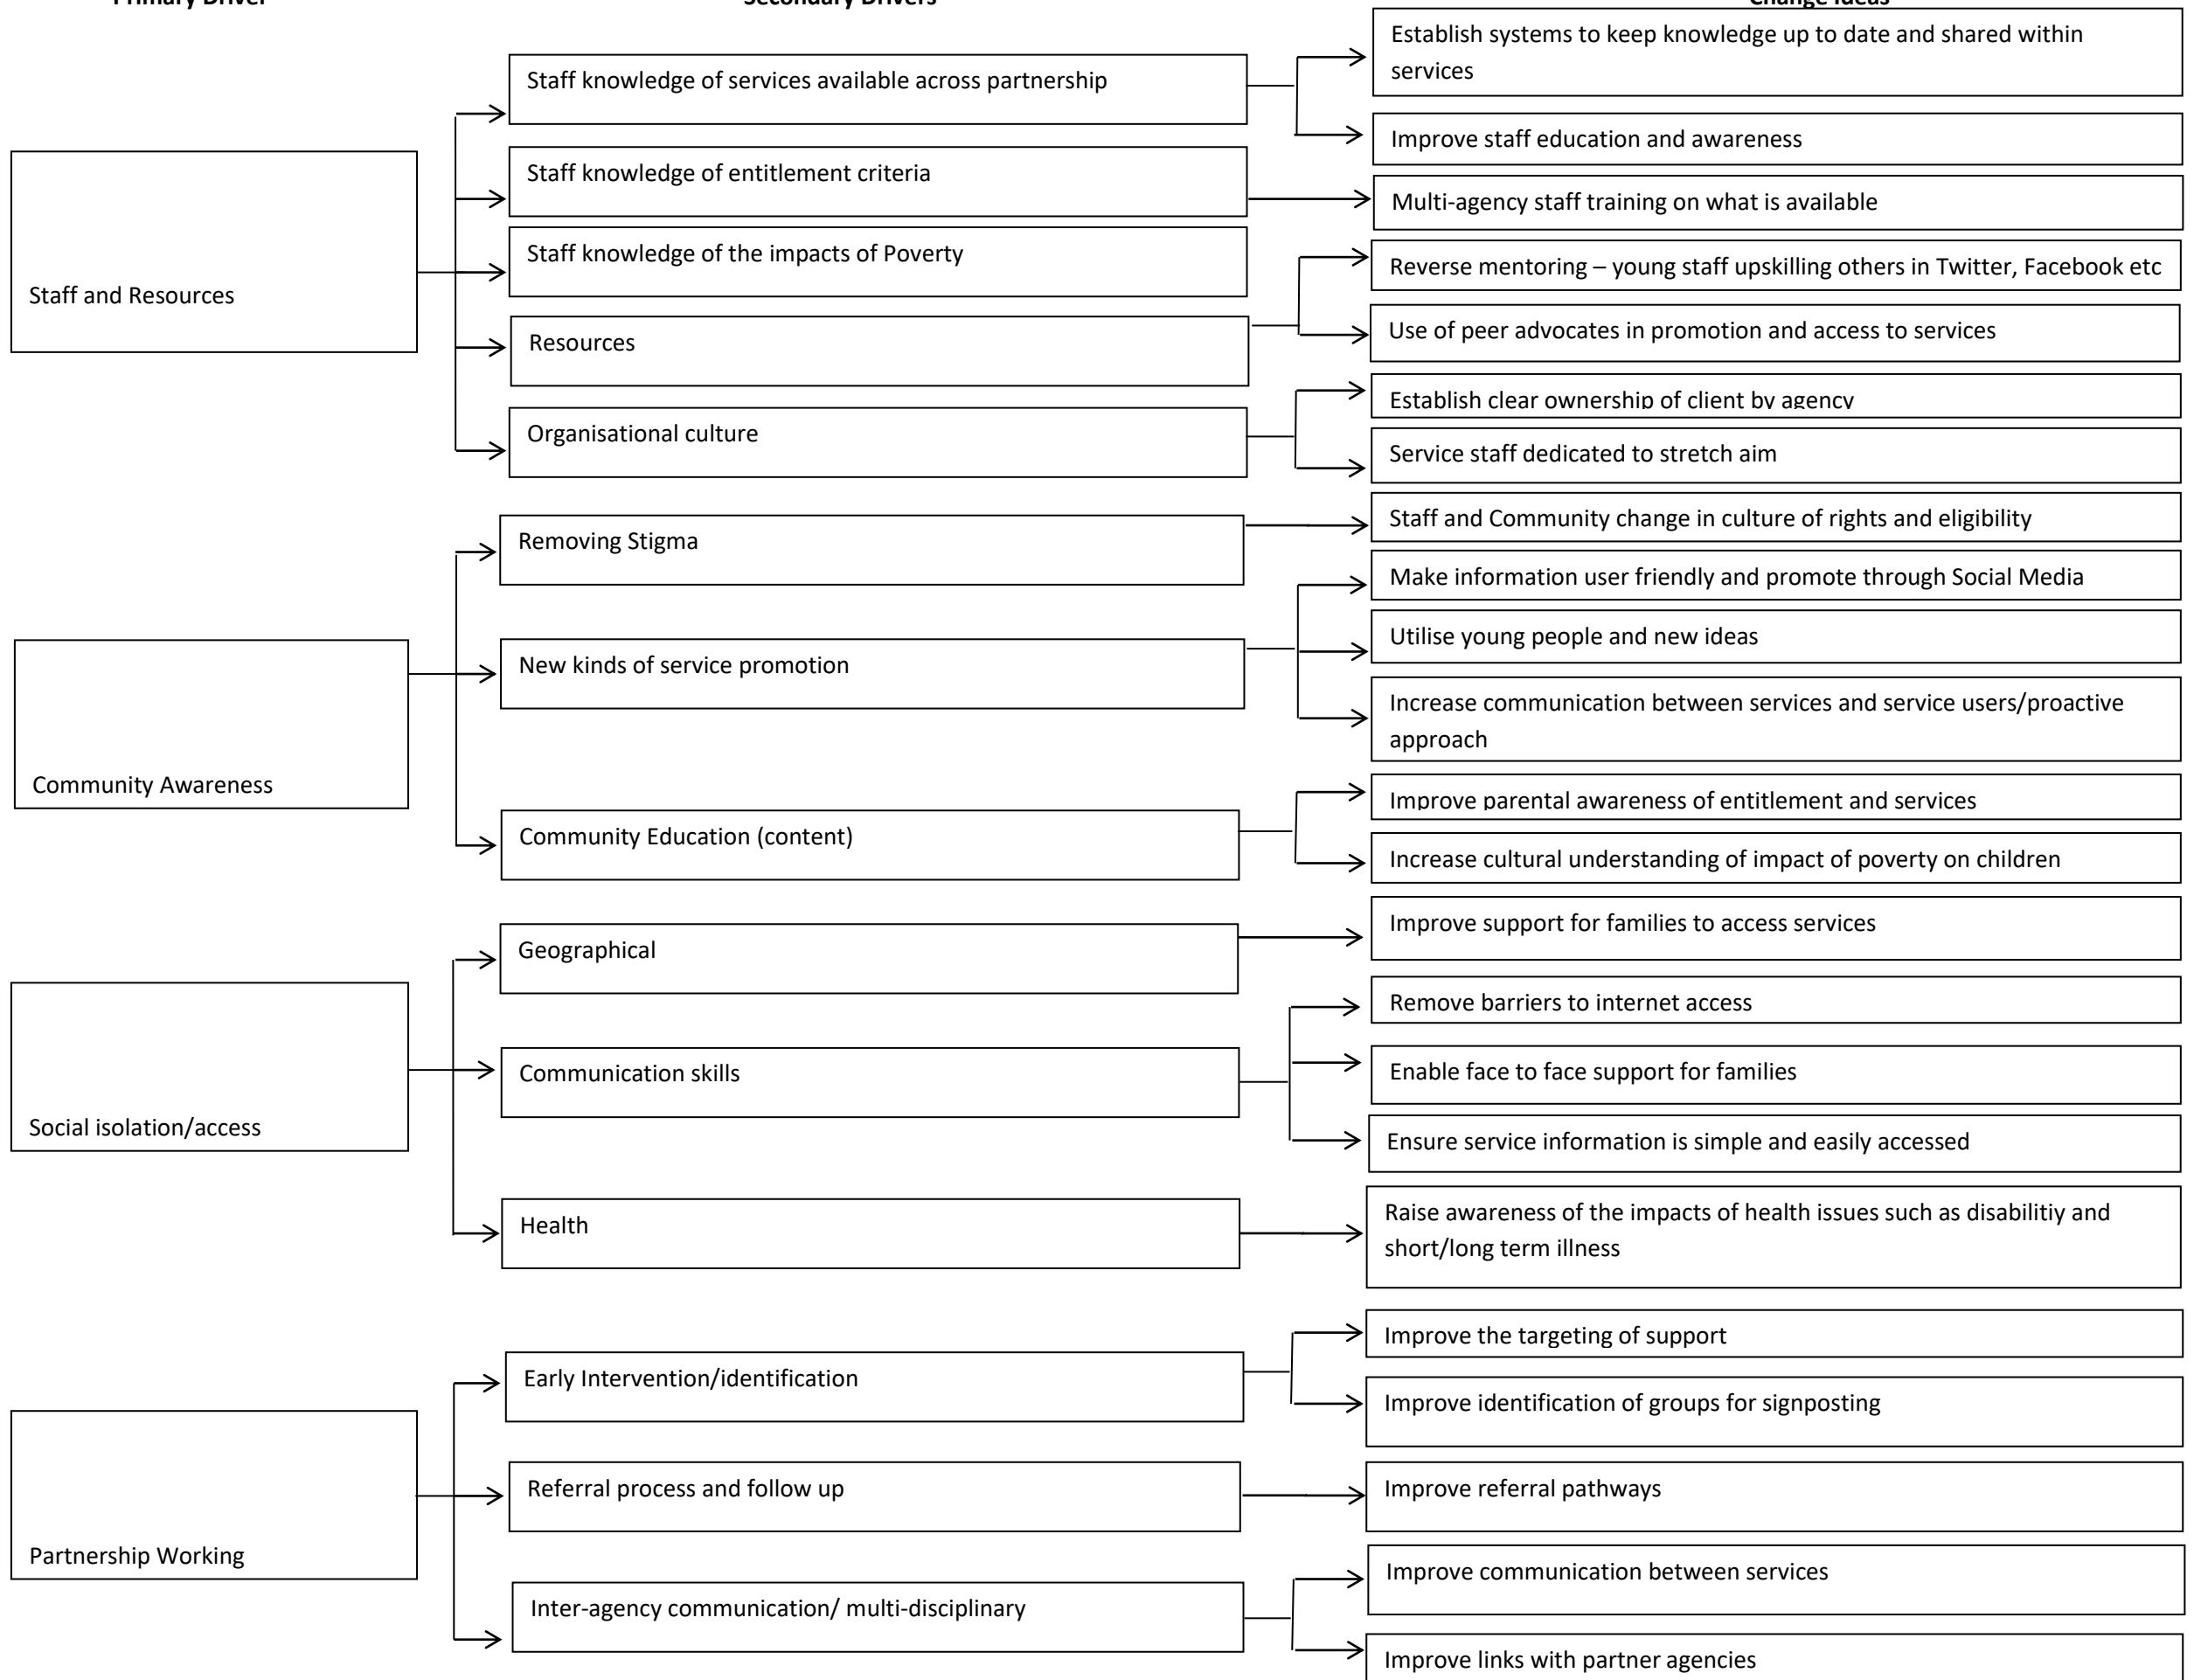 Primary Driver
Secondary Drivers
Change Ideas
Staff and Resources
Staff knowledge of services available across partnership
Establish systems to keep knowledge up to date and shared within
services
Improve staff education and awareness
Staff knowledge of entitlement criteria
Multi-agency staff training on what is available
Staff knowledge of the impacts of Poverty
Resources
Reverse mentoring – young staff upskilling others in Twitter, Facebook etc
Use of peer advocates in promotion and access to services
Organisational culture
Establish clear ownership of client by agency
Service staff dedicated to stretch aim
Community Awareness
Removing Stigma
Staff and Community change in culture of rights and eligibility
New kinds of service promotion
Make information user friendly and promote through Social Media
Utilise young people and new ideas
Increase communication between services and service users/proactive
approach
Community Education (content)
Improve parental awareness of entitlement and services
Increase cultural understanding of impact of poverty on children
Social isolation/access
Geographical
Improve support for families to access services
Communication skills
Remove barriers to internet access
Enable face to face support for families
Ensure service information is simple and easily accessed
Health
Raise awareness of the impacts of health issues such as disabilitiy and
short/long term illness
Partnership Working
Early Intervention/identification
Improve the targeting of support
Improve identification of groups for signposting
Referral process and follow up
Improve referral pathways
Inter-agency communication/ multi-disciplinary
Improve communication between services
Improve links with partner agencies